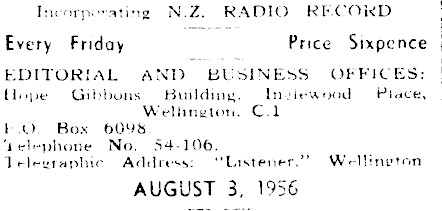 Incorporating N.Z. RADIO RECORD
Every Friday Price Sixpence
EDITORIAL AND BUSINESS OFFICES:
Hope Gibbons Building, Inglewood Place,
Wellington, C.1
P.O. Box 6098.
Telephone No. 54-106.
Telegraphic Address: "Listener," Wellington
AUGUST 3, 1956